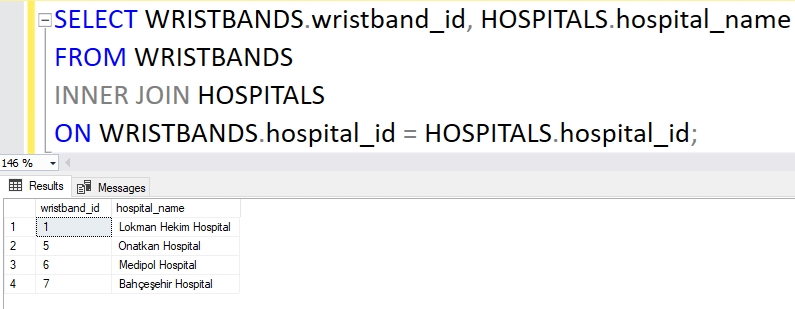 SELECT WRISTBANDS.wristband_id, HOSPITALS.hospital_name
FROM WRISTBANDS
INNER JOIN HOSPITALS
ON WRISTBANDS.hospital_id = HOSPITALS.hospital_id;
146 %
Results Messages
wristband_id hospital_name
1 1 Lokman Hekim Hospital
2 5 Onatkan Hospital
3 6 Medipol Hospital
4 7 Bahçeşehir Hospital